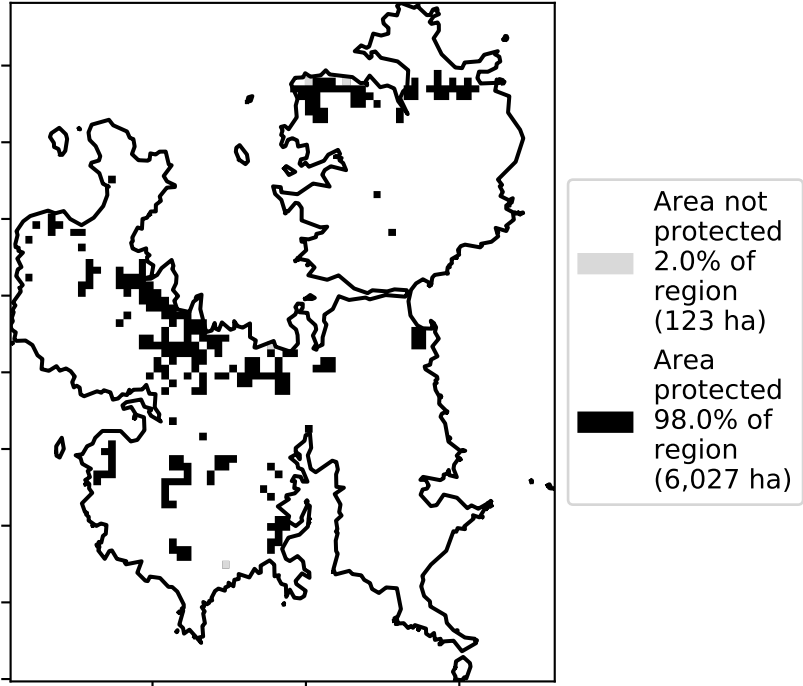 Area not
protected
2.0% of
region
(123 ha)
Area
protected
98.0% of
region
(6,027 ha)